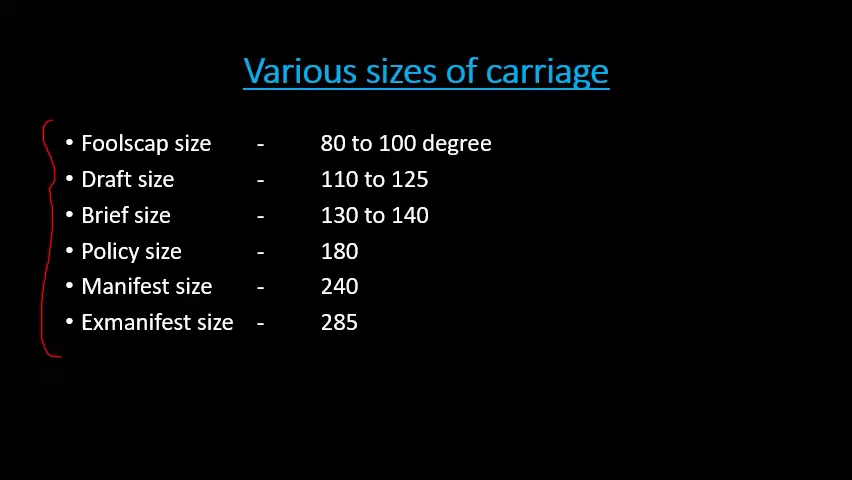 Various sizes of carriage
• Foolscap size - 80 to 100 degree
• Draft size - 110 to 125
• Brief size - 130 to 140
• Policy size - 180
• Manifest size - 240
• Exmanifest size - 285